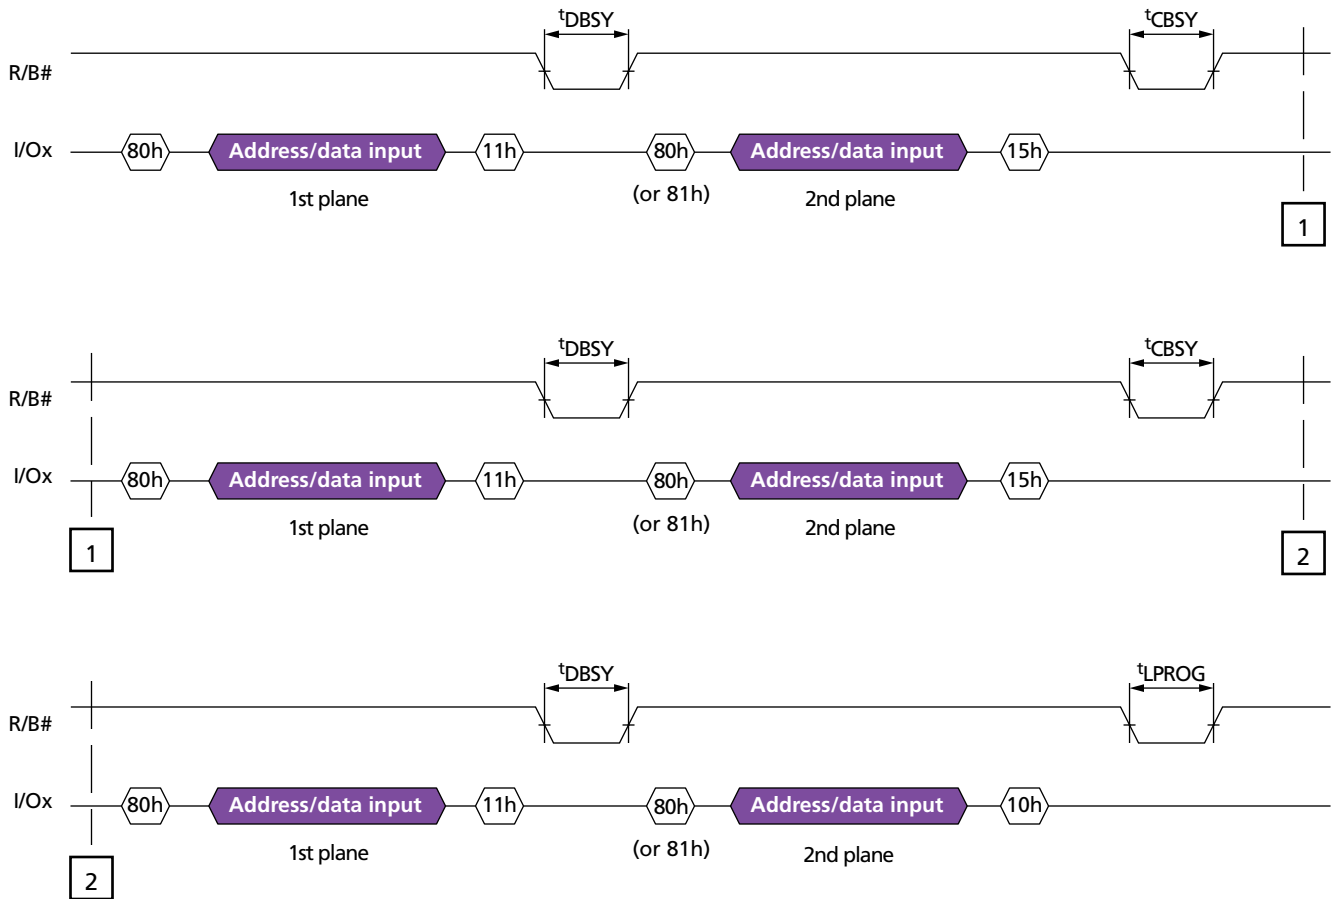 tDBSY tCBSY
R/B#
I/Ox 80h Address/data input 11h 80h Address/data input 15h
1st plane (or 81h) 2nd plane
1
tDBSY tCBSY
R/B#
I/Ox 80h Address/data input 11h 80h Address/data input 15h
1st plane (or 81h) 2nd plane
1 2
tDBSY tLPROG
R/B#
I/Ox 80h Address/data input 11h 80h Address/data input 10h
1st plane (or 81h) 2nd plane
2